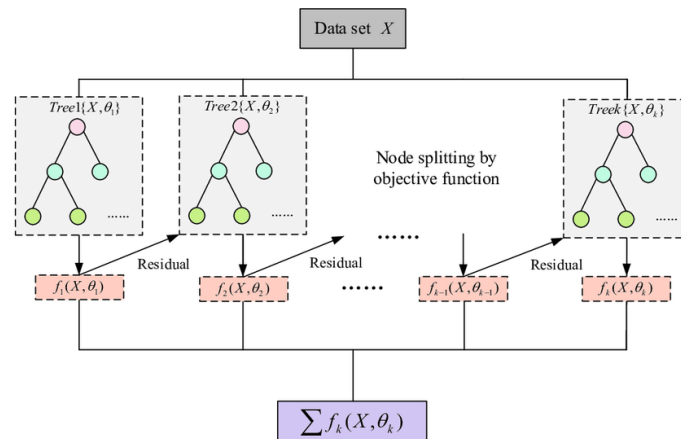 Data set X
Tree1{X,θ₁}
Tree2{X,θ₂}
Treek{X,θₖ}
Node splitting by
objective function
......
......
......
......
Residual
Residual
Residual
......
f₁(X,θ₁)
f₂(X,θ₂)
fₖ₋₁(X,θₖ₋₁)
fₖ(X,θₖ)
∑ fₖ(X,θₖ)